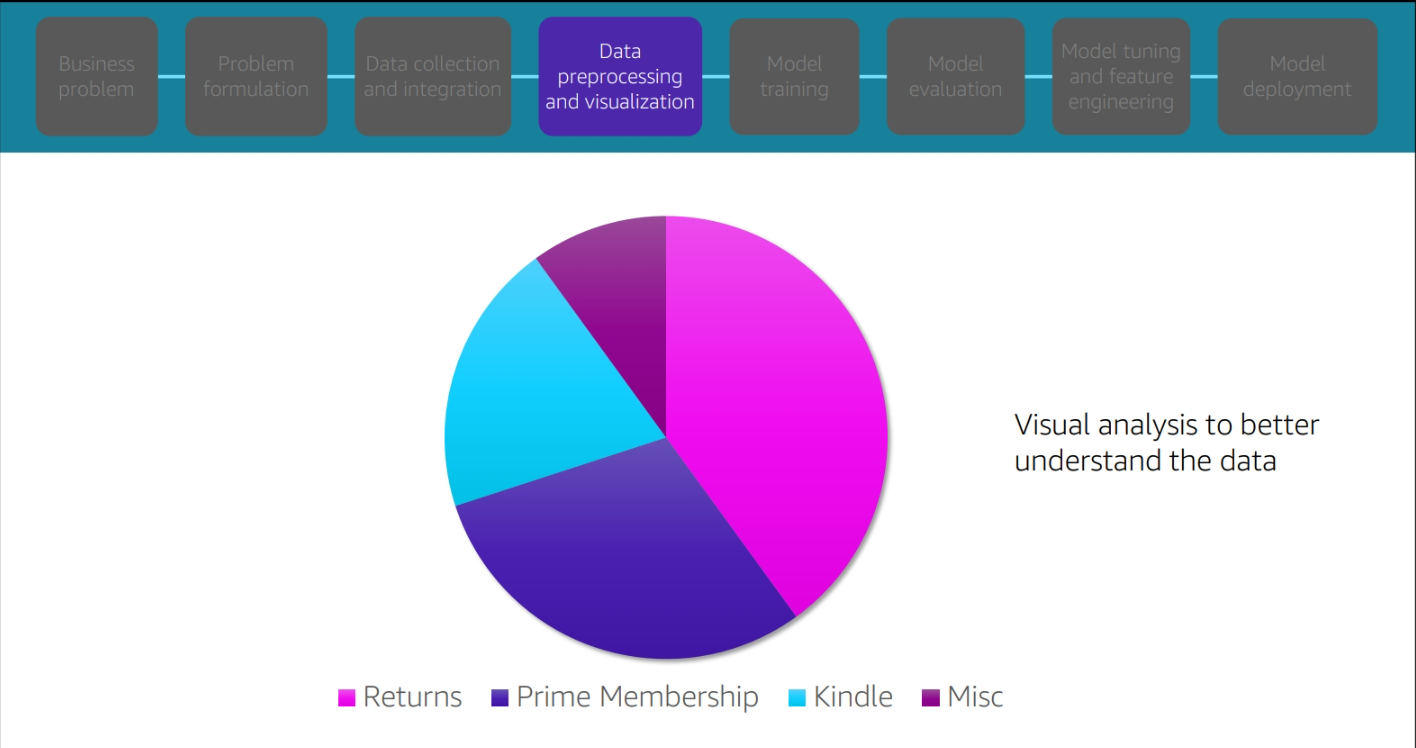 Business
problem
Problem
formulation
Data collection
and integration
Data
preprocessing
and visualization
Model
training
Model
evaluation
Model tuning
and feature
engineering
Model
deployment
Visual analysis to better
understand the data
Returns
Prime Membership
Kindle
Misc